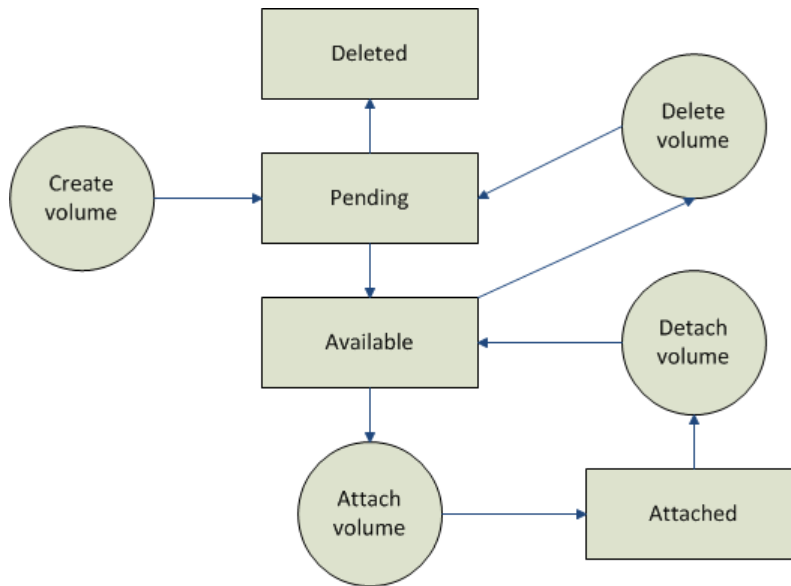 Deleted
Delete
volume
Create
volume
Pending
Available
Detach
volume
Attach
volume
Attached